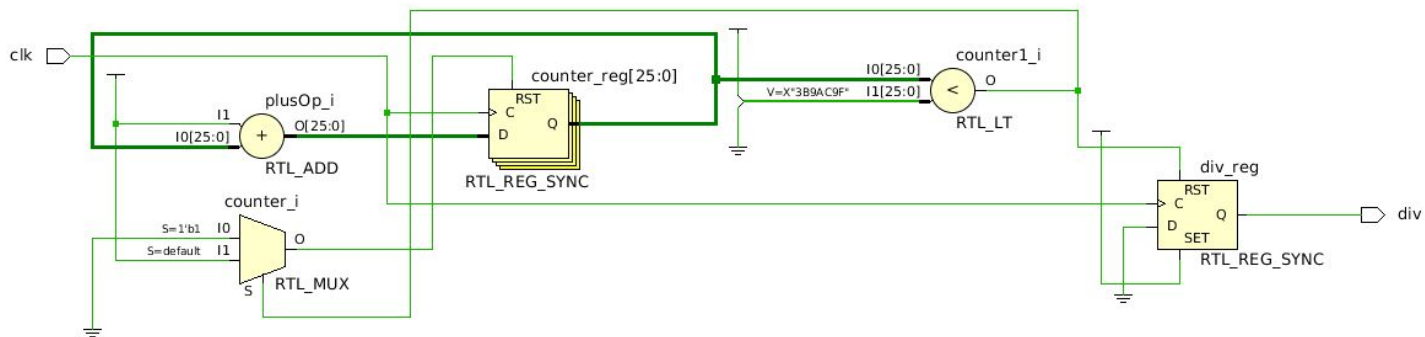 clk
plusOp_i
I1
I0[25:0]
+
O[25:0]
RTL_ADD
counter_i
S=1'b1 I0
S=default I1
O
S
RTL_MUX
counter_reg[25:0]
RST
C
D
Q
RTL_REG_SYNC
V=X"3B9AC9F"
counter1_i
I0[25:0]
I1[25:0]
<
O
RTL_LT
div_reg
RST
C
D
Q
SET
RTL_REG_SYNC
div